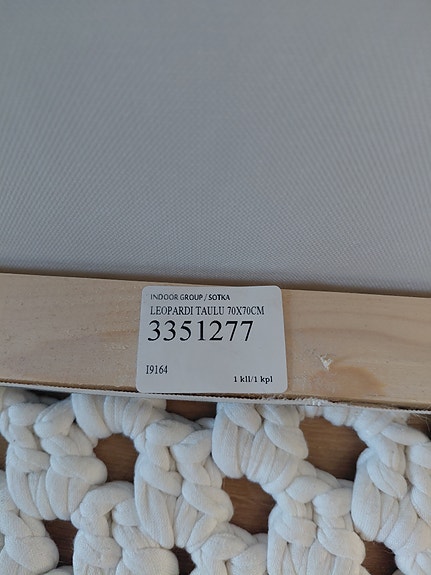 INDOOR GROUP / SOTKA
LEOPARDI TAULU 70X70CM
3351277
19164
1 kll/1 kpl